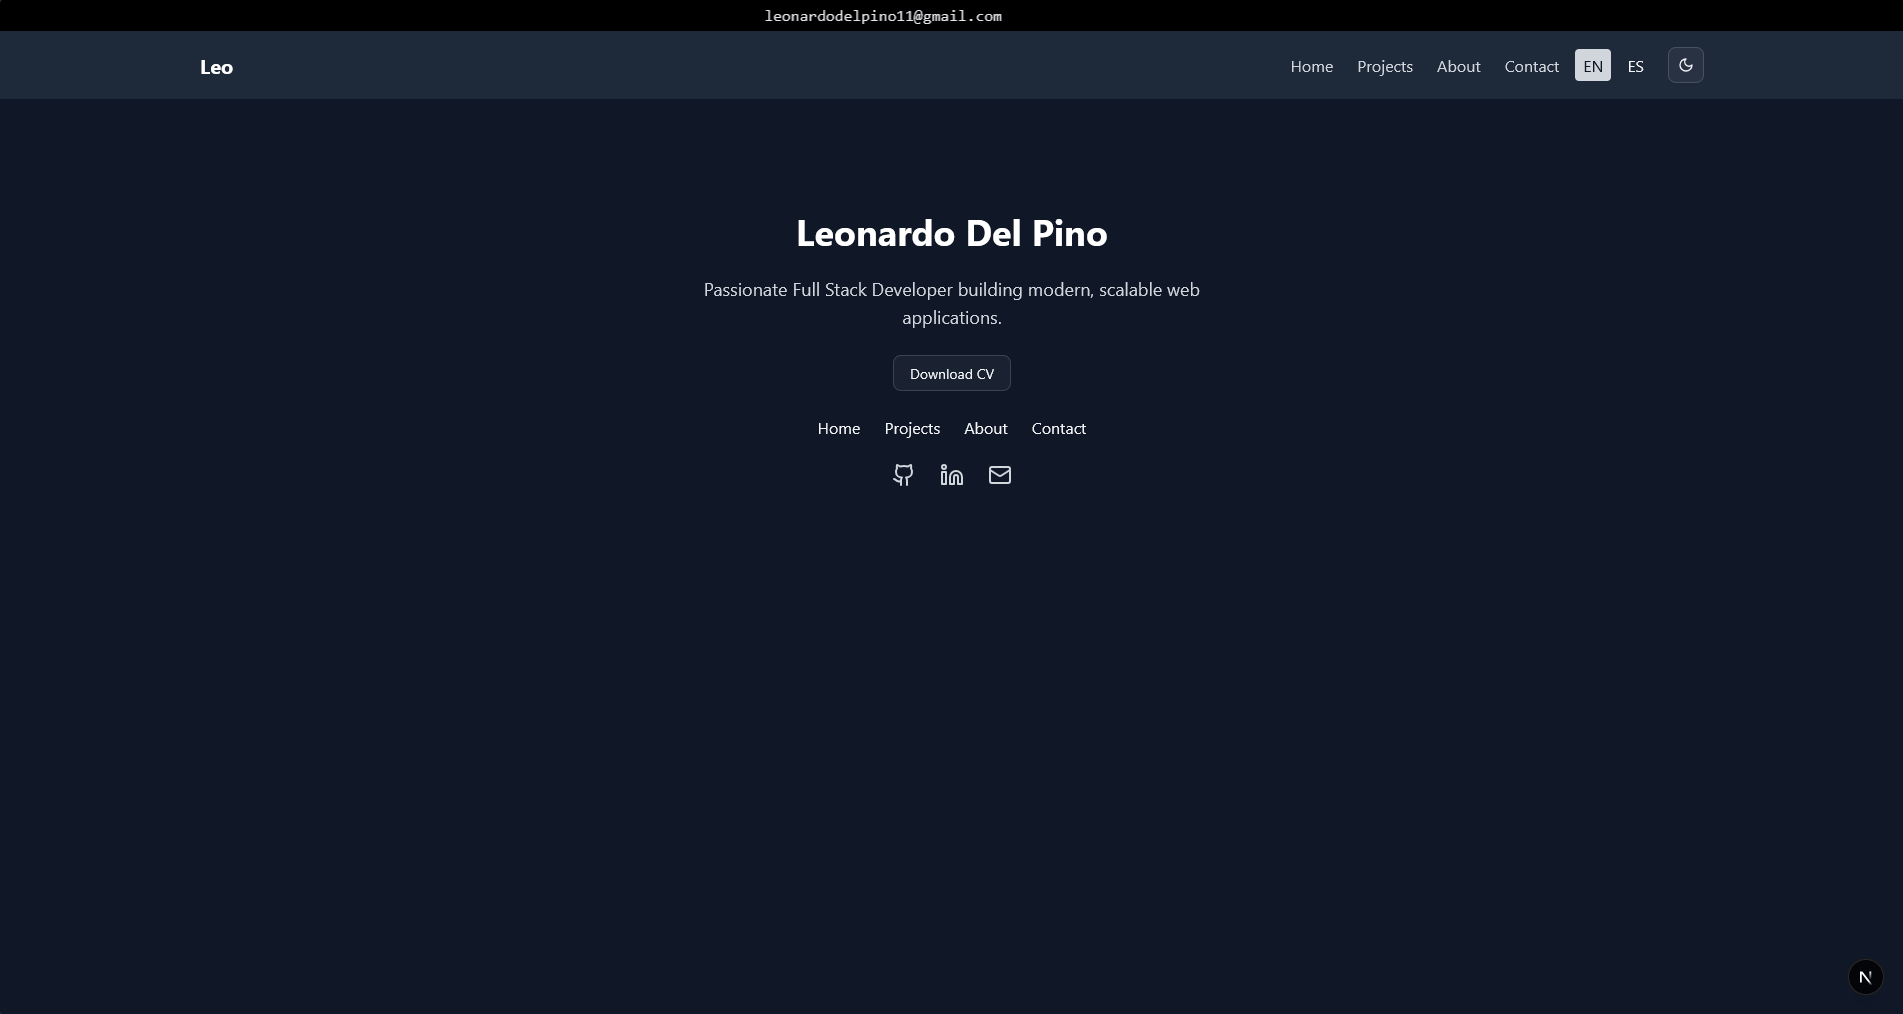 leonardodelpino11@gmail.com
Leo
Home Projects About Contact EN ES
Leonardo Del Pino
Passionate Full Stack Developer building modern, scalable web
applications.
Download CV
Home Projects About Contact
N